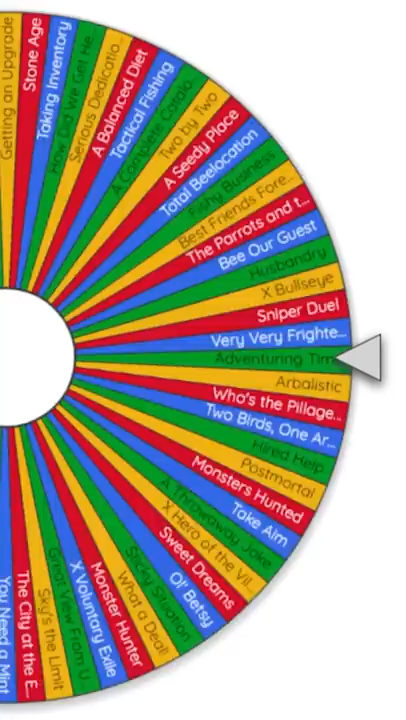 Getting an Upgrade
Stone Age
Taking Inventory
How Did We Get He...
Serious Dedicatio...
A Balanced Diet
Tactical Fishing
A Complete Catalo...
Two by Two
A Seedy Place
Total Beelocation
Fishy Business
Best Friends Fore...
The Parrots and t...
Bee Our Guest
Husbandry
X Bullseye
Sniper Duel
Very Very Frighte...
Adventuring Tim
Arbalistic
Who's the Pillage...
Two Birds, One Ar...
Hired Help
Postmortal
Monsters Hunted
Take Aim
A Throwaway Joke
X Hero of the Vil...
Sweet Dreams
Ol' Betsy
Sticky Situation
What a Deal!
Monster Hunter
X Voluntary Exile
Great View From U...
Sky's the Limit
The City at the E...
You Need a Mint